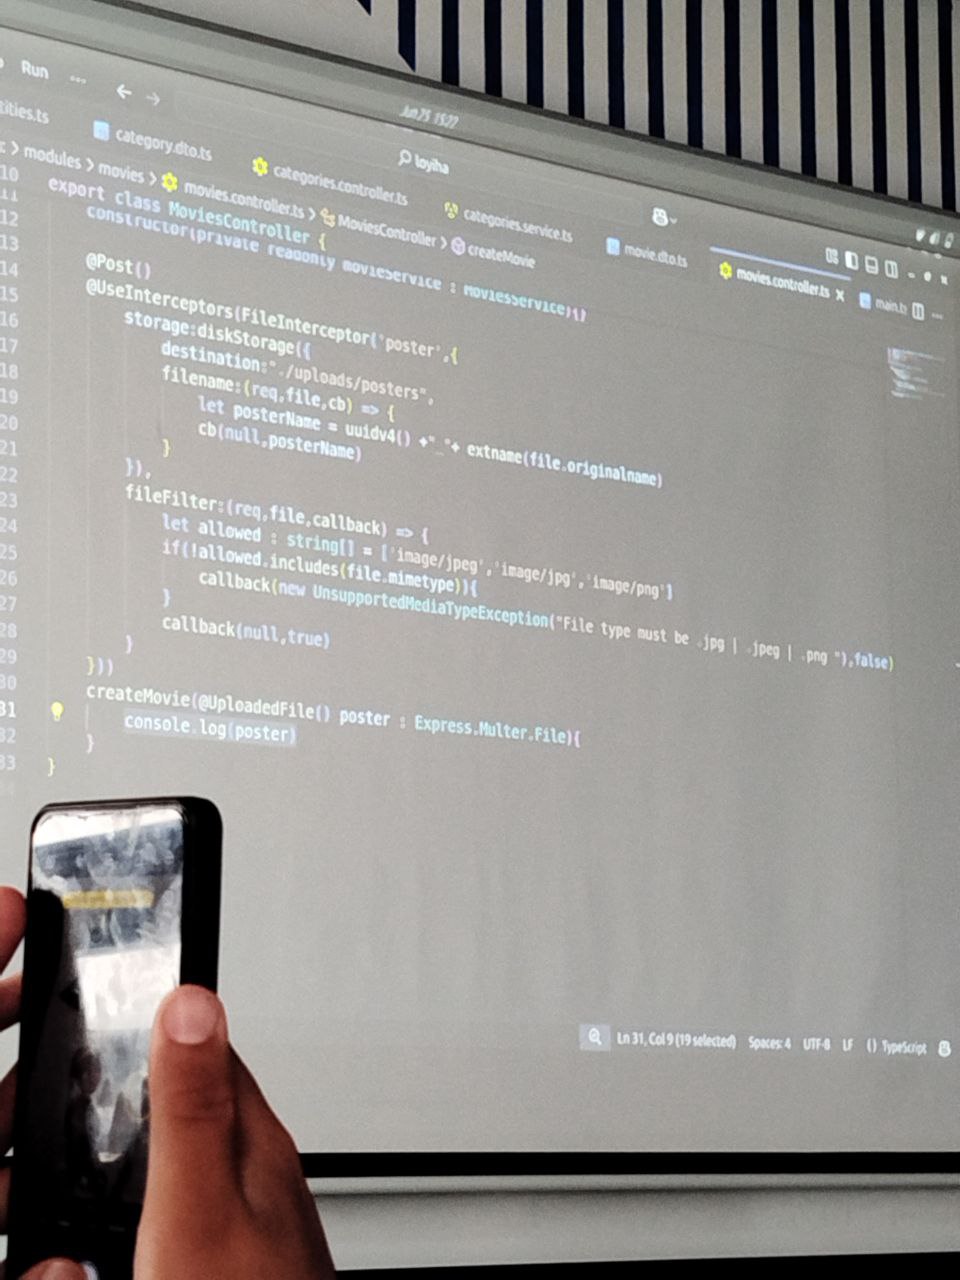 Run ...
Jun 25 15:27
loyiha
tities.ts
category.dto.ts
categories.controller.ts
categories.service.ts
movie.dto.ts
movies.controller.ts X
main.ts
> modules > movies > movies.controller.ts > MoviesController > createMovie
10
11 export class MoviesController {
12 constructor(private readonly movieService : MoviesService){}
13
14 @Post()
15 @UseInterceptors(FileInterceptor('poster',{
16 storage:diskStorage({
17 destination:"./uploads/posters",
18 filename:(req,file,cb) => {
19 let posterName = uuidv4() +"_"+ extname(file.originalname)
20 cb(null,posterName)
21 }
22 }),
23 fileFilter:(req,file,callback) => {
24 let allowed : string[] = ['image/jpeg','image/jpg','image/png']
25 if(!allowed.includes(file.mimetype)){
26 callback(new UnsupportedMediaTypeException("File type must be .jpg | .jpeg | .png "),false)
27 }
28 callback(null,true)
29 }
30 }))
31 createMovie(@UploadedFile() poster : Express.Multer.File){
32 console.log(poster)
33 }
}
Ln 31, Col 9 (19 selected) Spaces: 4 UTF-8 LF {} TypeScript